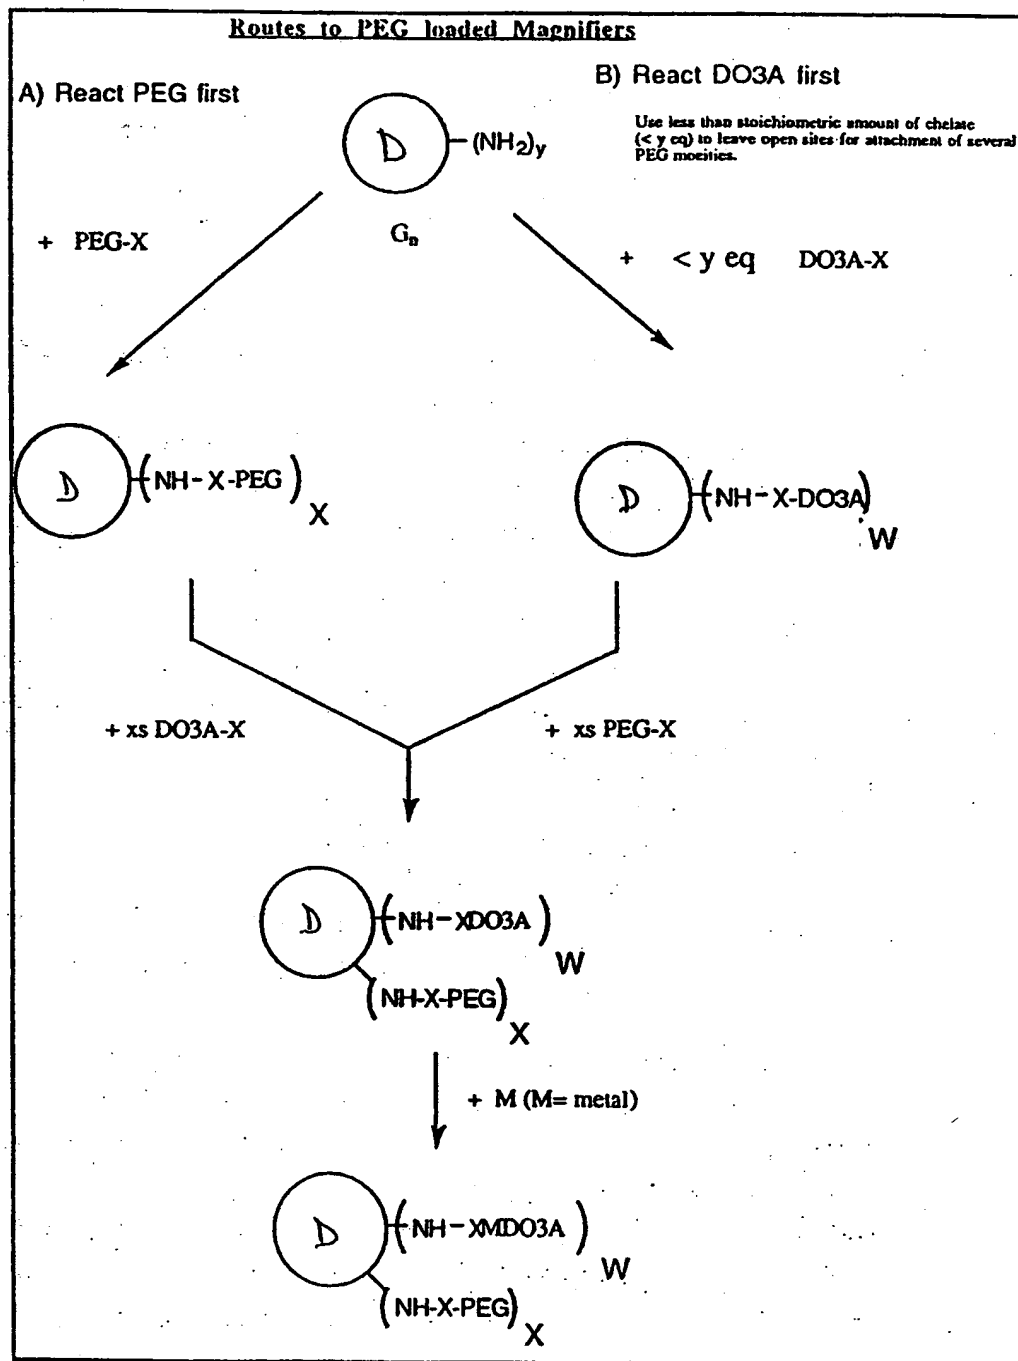 Routes to PEG loaded Magnifiers
A) React PEG first
B) React DO3A first
Use less than stoichiometric amount of chelate
(< y eq) to leave open sites for attachment of several
PEG moeities.
D (NH2)y
Gn
+ PEG-X
+ < y eq DO3A-X
D (NH-X-PEG)X
D (NH-X-DO3A)W
+ xs DO3A-X
+ xs PEG-X
D (NH-XDO3A)W
(NH-X-PEG)X
+ M (M= metal)
D (NH-XMDO3A)W
(NH-X-PEG)X